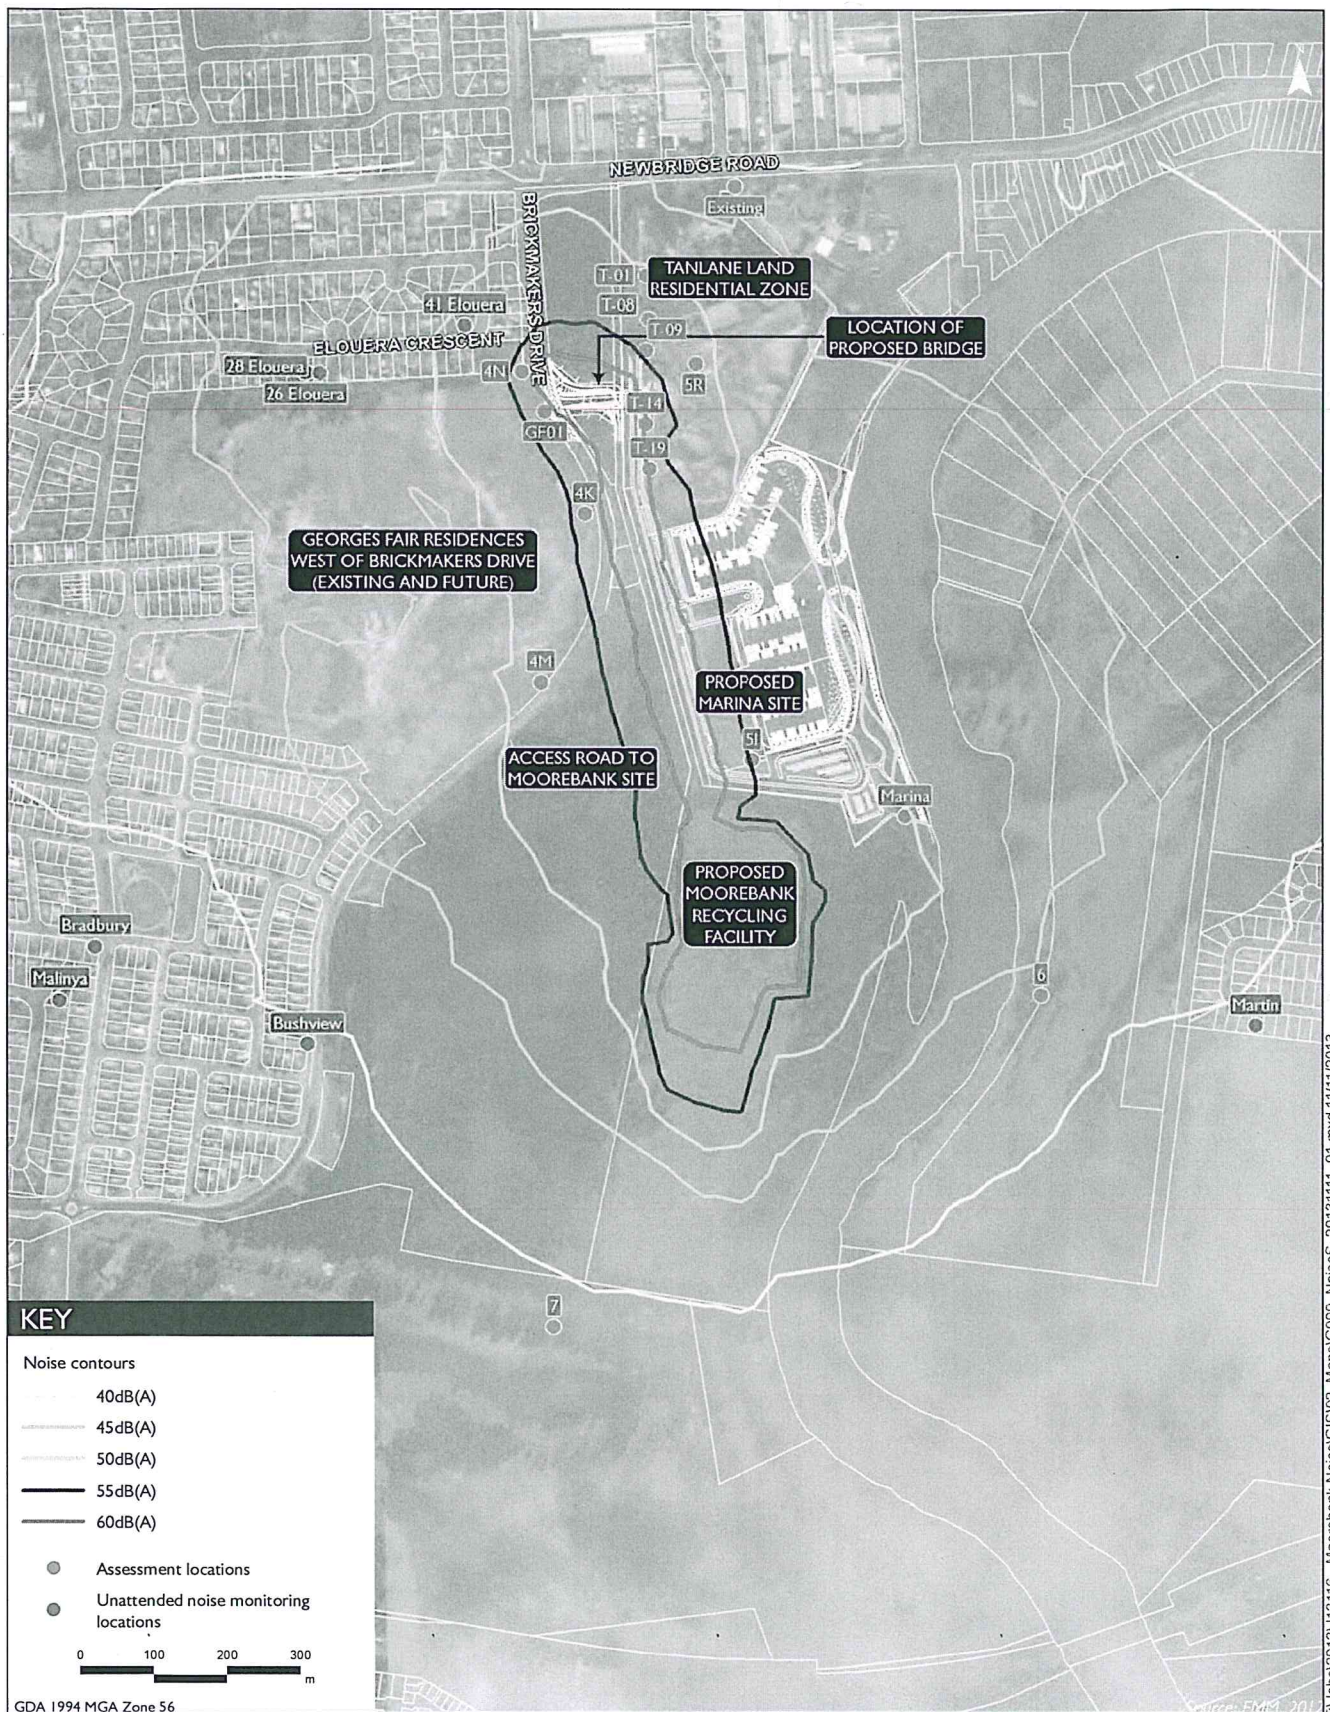 N
NEWBRIDGE ROAD
Existing
BRICKMAKERS DRIVE
T-01
TANLANE LAND
RESIDENTIAL ZONE
41 Elouera
T-08
T-09
LOCATION OF
PROPOSED BRIDGE
ELOUERA CRESCENT
28 Elouera
4N
5R
26 Elouera
T-14
GF01
T-19
4K
GEORGES FAIR RESIDENCES
WEST OF BRICKMAKERS DRIVE
(EXISTING AND FUTURE)
4M
PROPOSED
MARINA SITE
5I
ACCESS ROAD TO
MOOREBANK SITE
Marina
PROPOSED
MOOREBANK
RECYCLING
FACILITY
Bradbury
Malinya
6
Martin
Bushview
7
KEY
Noise contours
40dB(A)
45dB(A)
50dB(A)
55dB(A)
60dB(A)
Assessment locations
Unattended noise monitoring
locations
0 100 200 300
m
GDA 1994 MGA Zone 56
Source: EMM, 2012